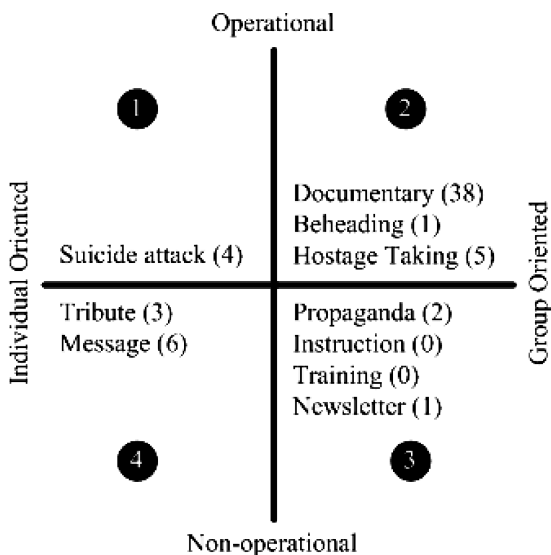 Operational
1
2
Individual Oriented
Group Oriented
Documentary (38)
Beheading (1)
Suicide attack (4)
Hostage Taking (5)
Tribute (3)
Message (6)
Propaganda (2)
Instruction (0)
Training (0)
Newsletter (1)
4
3
Non-operational